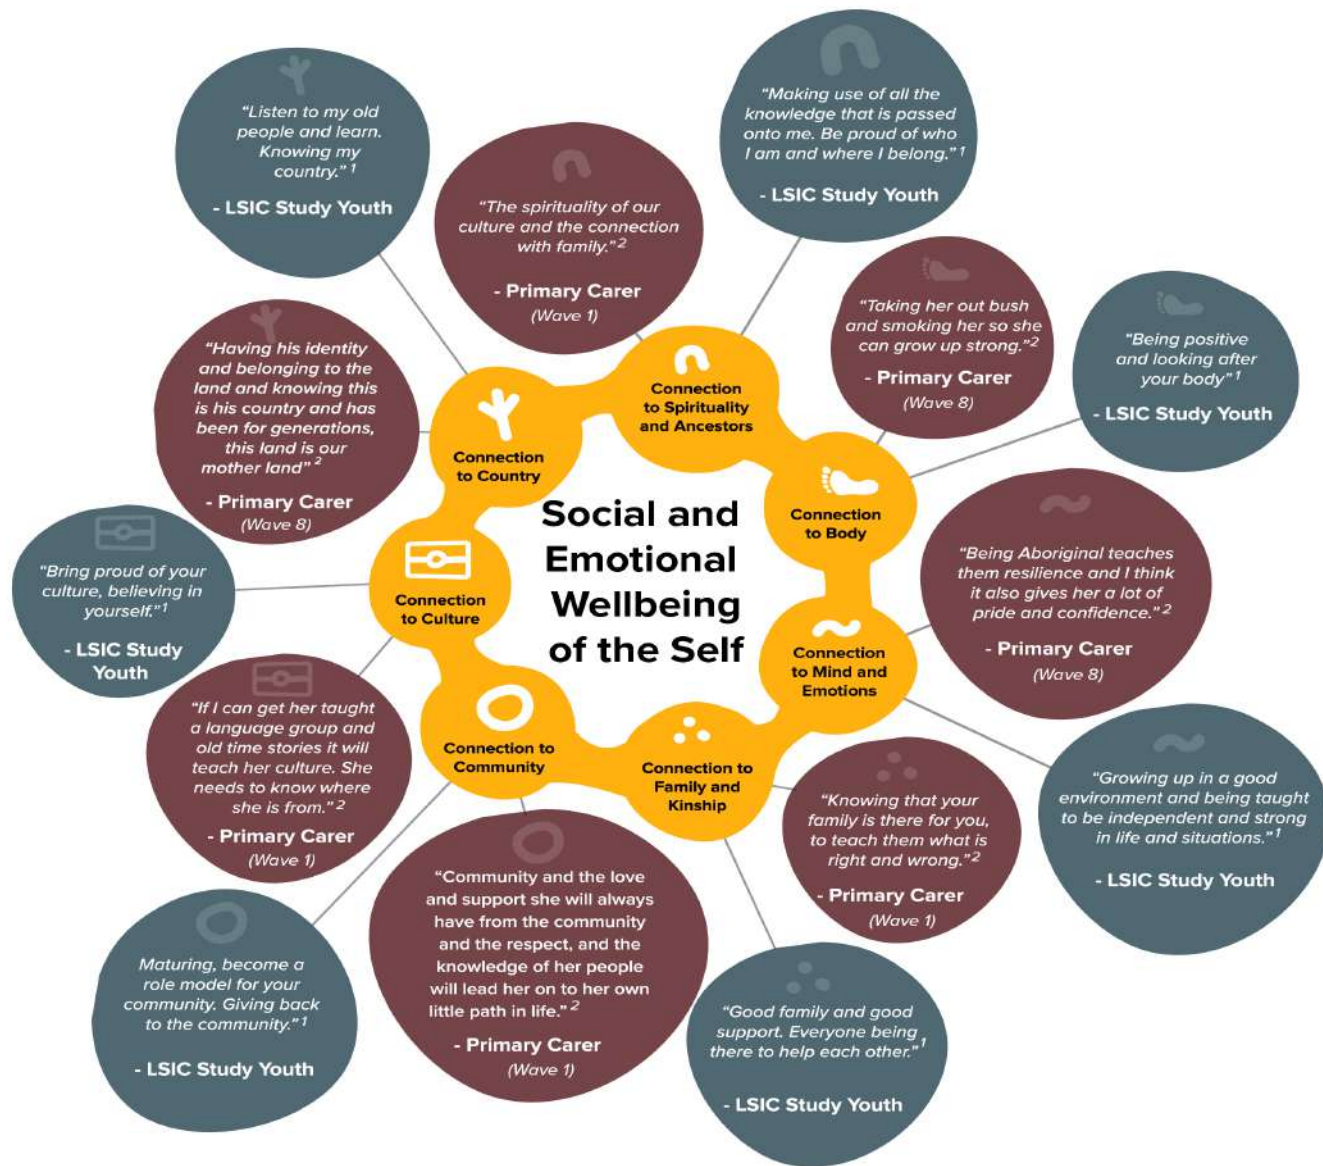 “Listen to my old
people and learn.
Knowing my
country.” 1
- LSIC Study Youth
“The spirituality of our
culture and the connection
with family.” 2
- Primary Carer
(Wave 1)
“Making use of all the
knowledge that is passed
onto me. Be proud of who
I am and where I belong.” 1
- LSIC Study Youth
“Taking her out bush
and smoking her so she
can grow up strong.”2
- Primary Carer
(Wave 8)
“Being positive
and looking after
your body”1
- LSIC Study Youth
“Having his identity
and belonging to the
land and knowing this
is his country and has
been for generations,
this land is our
mother land” 2
- Primary Carer
(Wave 8)
Connection
to Country
Connection
to Spirituality
and Ancestors
Connection
to Body
Social and
Emotional
Wellbeing
of the Self
“Bring proud of your
culture, believing in
yourself.”1
- LSIC Study
Youth
Connection
to Culture
“Being Aboriginal teaches
them resilience and I think
it also gives her a lot of
pride and confidence.” 2
- Primary Carer
(Wave 8)
Connection
to Mind and
Emotions
“If I can get her taught
a language group and
old time stories it will
teach her culture. She
needs to know where
she is from.” 2
- Primary Carer
(Wave 1)
Connection to
Community
Connection to
Family and
Kinship
“Knowing that your
family is there for you,
to teach them what is
right and wrong.”2
- Primary Carer
(Wave 1)
“Growing up in a good
environment and being taught
to be independent and strong
in life and situations.”1
- LSIC Study Youth
Maturing, become a
role model for your
community. Giving back
to the community.” 1
- LSIC Study Youth
“Community and the love
and support she will always
have from the community
and the respect, and the
knowledge of her people
will lead her on to her own
little path in life.” 2
- Primary Carer
(Wave 1)
“Good family and good
support. Everyone being
there to help each other.”1
- LSIC Study Youth